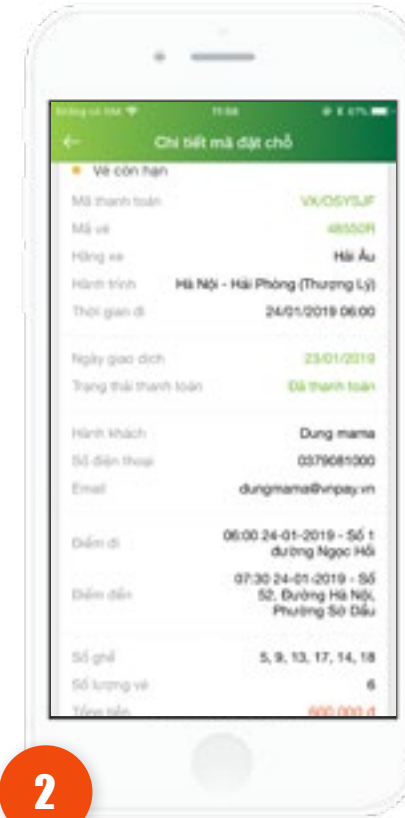 11:58
67%
Chi tiết mã đặt chỗ
Vé còn hạn
Mã thanh toán
Mã vé
Hãng xe Hải Âu
Hành trình Hà Nội - Hải Phòng (Thượng Lý)
Thời gian đi 24/01/2019 06:00
Ngày giao dịch 23/01/2019
Trạng thái thanh toán Đã thanh toán
Hành khách Dung mama
Số điện thoại 0379081000
Email dungmama@vnpay.vn
Điểm đi 06:00 24-01-2019 - Số 1
đường Ngọc Hồi
Điểm đến 07:30 24-01-2019 - Số
52, Đường Hà Nội,
Phường Sở Dầu
Số ghế 5, 9, 13, 17, 14, 18
Số lượng vé 6
Tổng tiền 600.000 đ
2